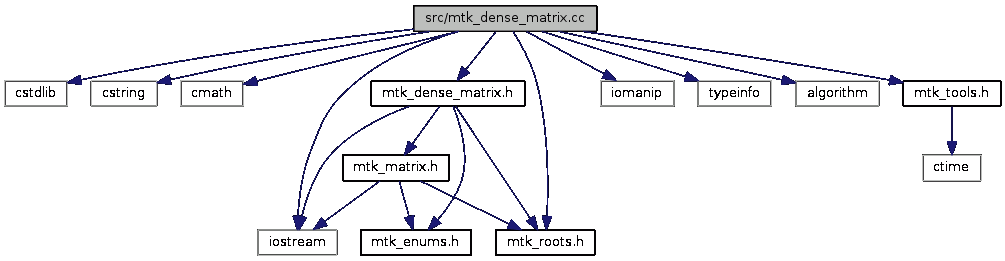 src/mtk_dense_matrix.cc
cstdlib
cstring
cmath
mtk_dense_matrix.h
iomanip
typeinfo
algorithm
mtk_tools.h
mtk_matrix.h
ctime
iostream
mtk_enums.h
mtk_roots.h